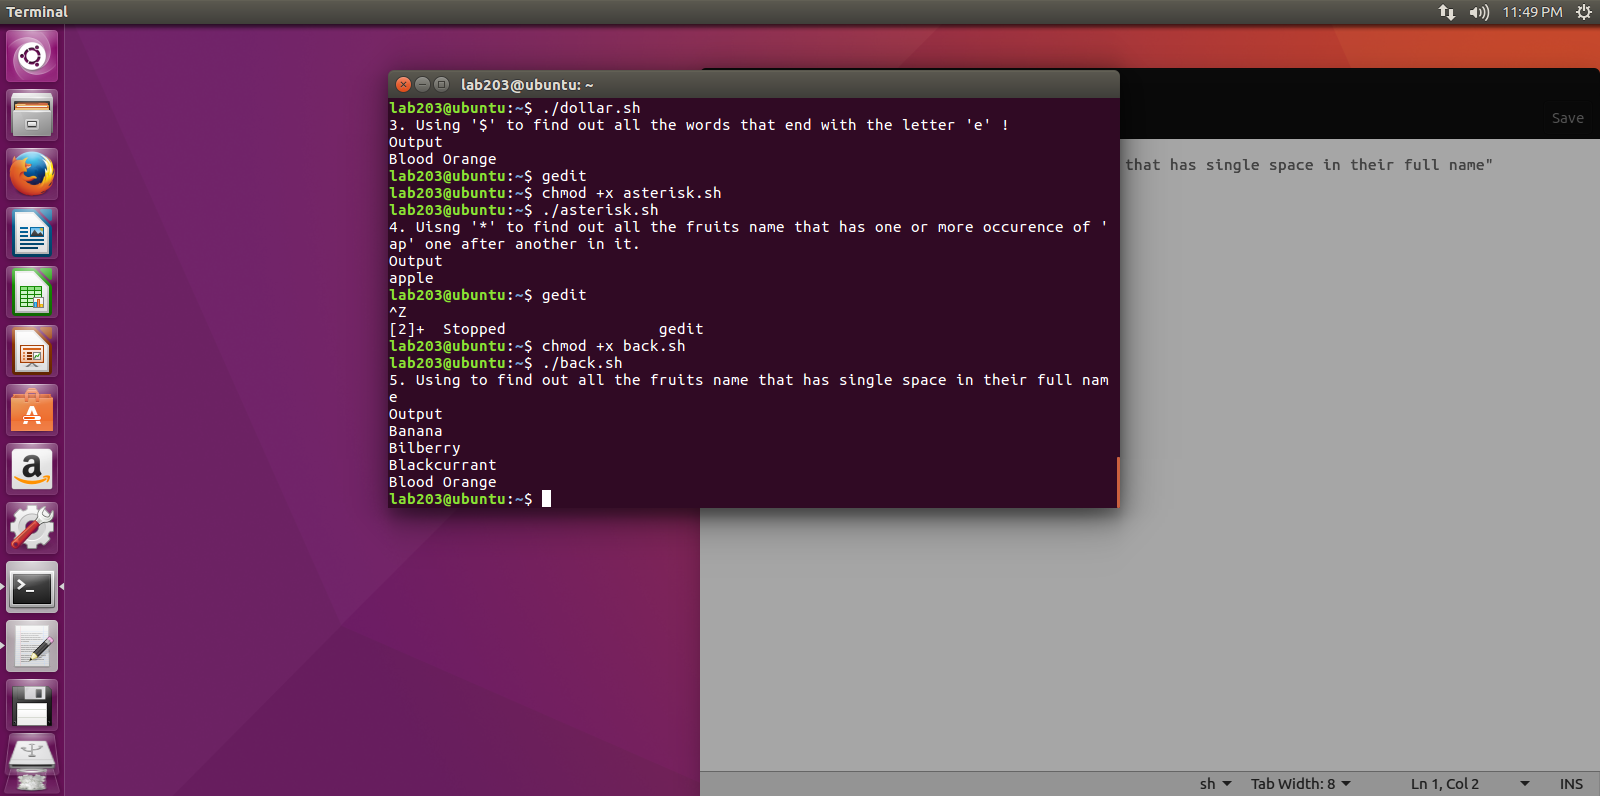 Terminal
11:49 PM
lab203@ubuntu: ~
lab203@ubuntu:~$ ./dollar.sh
3. Using '$' to find out all the words that end with the letter 'e' !
Output
Blood Orange
lab203@ubuntu:~$ gedit
lab203@ubuntu:~$ chmod +x asterisk.sh
lab203@ubuntu:~$ ./asterisk.sh
4. Uisng '*' to find out all the fruits name that has one or more occurence of '
ap' one after another in it.
Output
apple
lab203@ubuntu:~$ gedit
^Z
[2]+  Stopped                 gedit
lab203@ubuntu:~$ chmod +x back.sh
lab203@ubuntu:~$ ./back.sh
5. Using to find out all the fruits name that has single space in their full nam
e
Output
Banana
Bilberry
Blackcurrant
Blood Orange
lab203@ubuntu:~$
Save
that has single space in their full name"
sh
Tab Width: 8
Ln 1, Col 2
INS